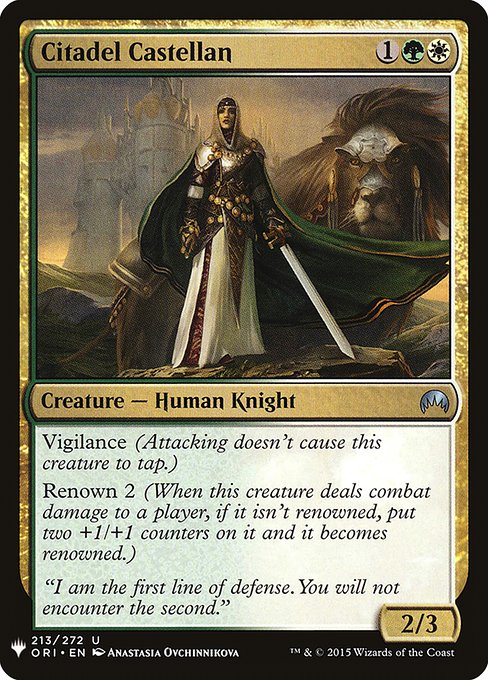 Citadel Castellan 1
Creature — Human Knight
Vigilance (Attacking doesn't cause this
creature to tap.)
Renown 2 (When this creature deals combat
damage to a player, if it isn't renowned, put
two +1/+1 counters on it and it becomes
renowned.)
"I am the first line of defense. You will not
encounter the second."
2/3
213/272 U
ORI • EN Anastasia Ovchinnikova
™ & © 2015 Wizards of the Coast